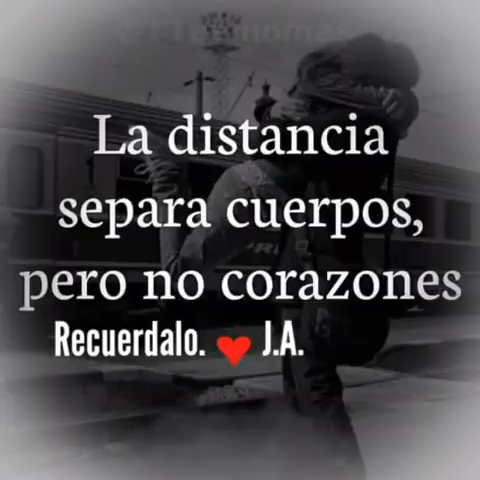 La distancia
separa cuerpos,
pero no corazones
Recuerdalo. ❤ J.A.